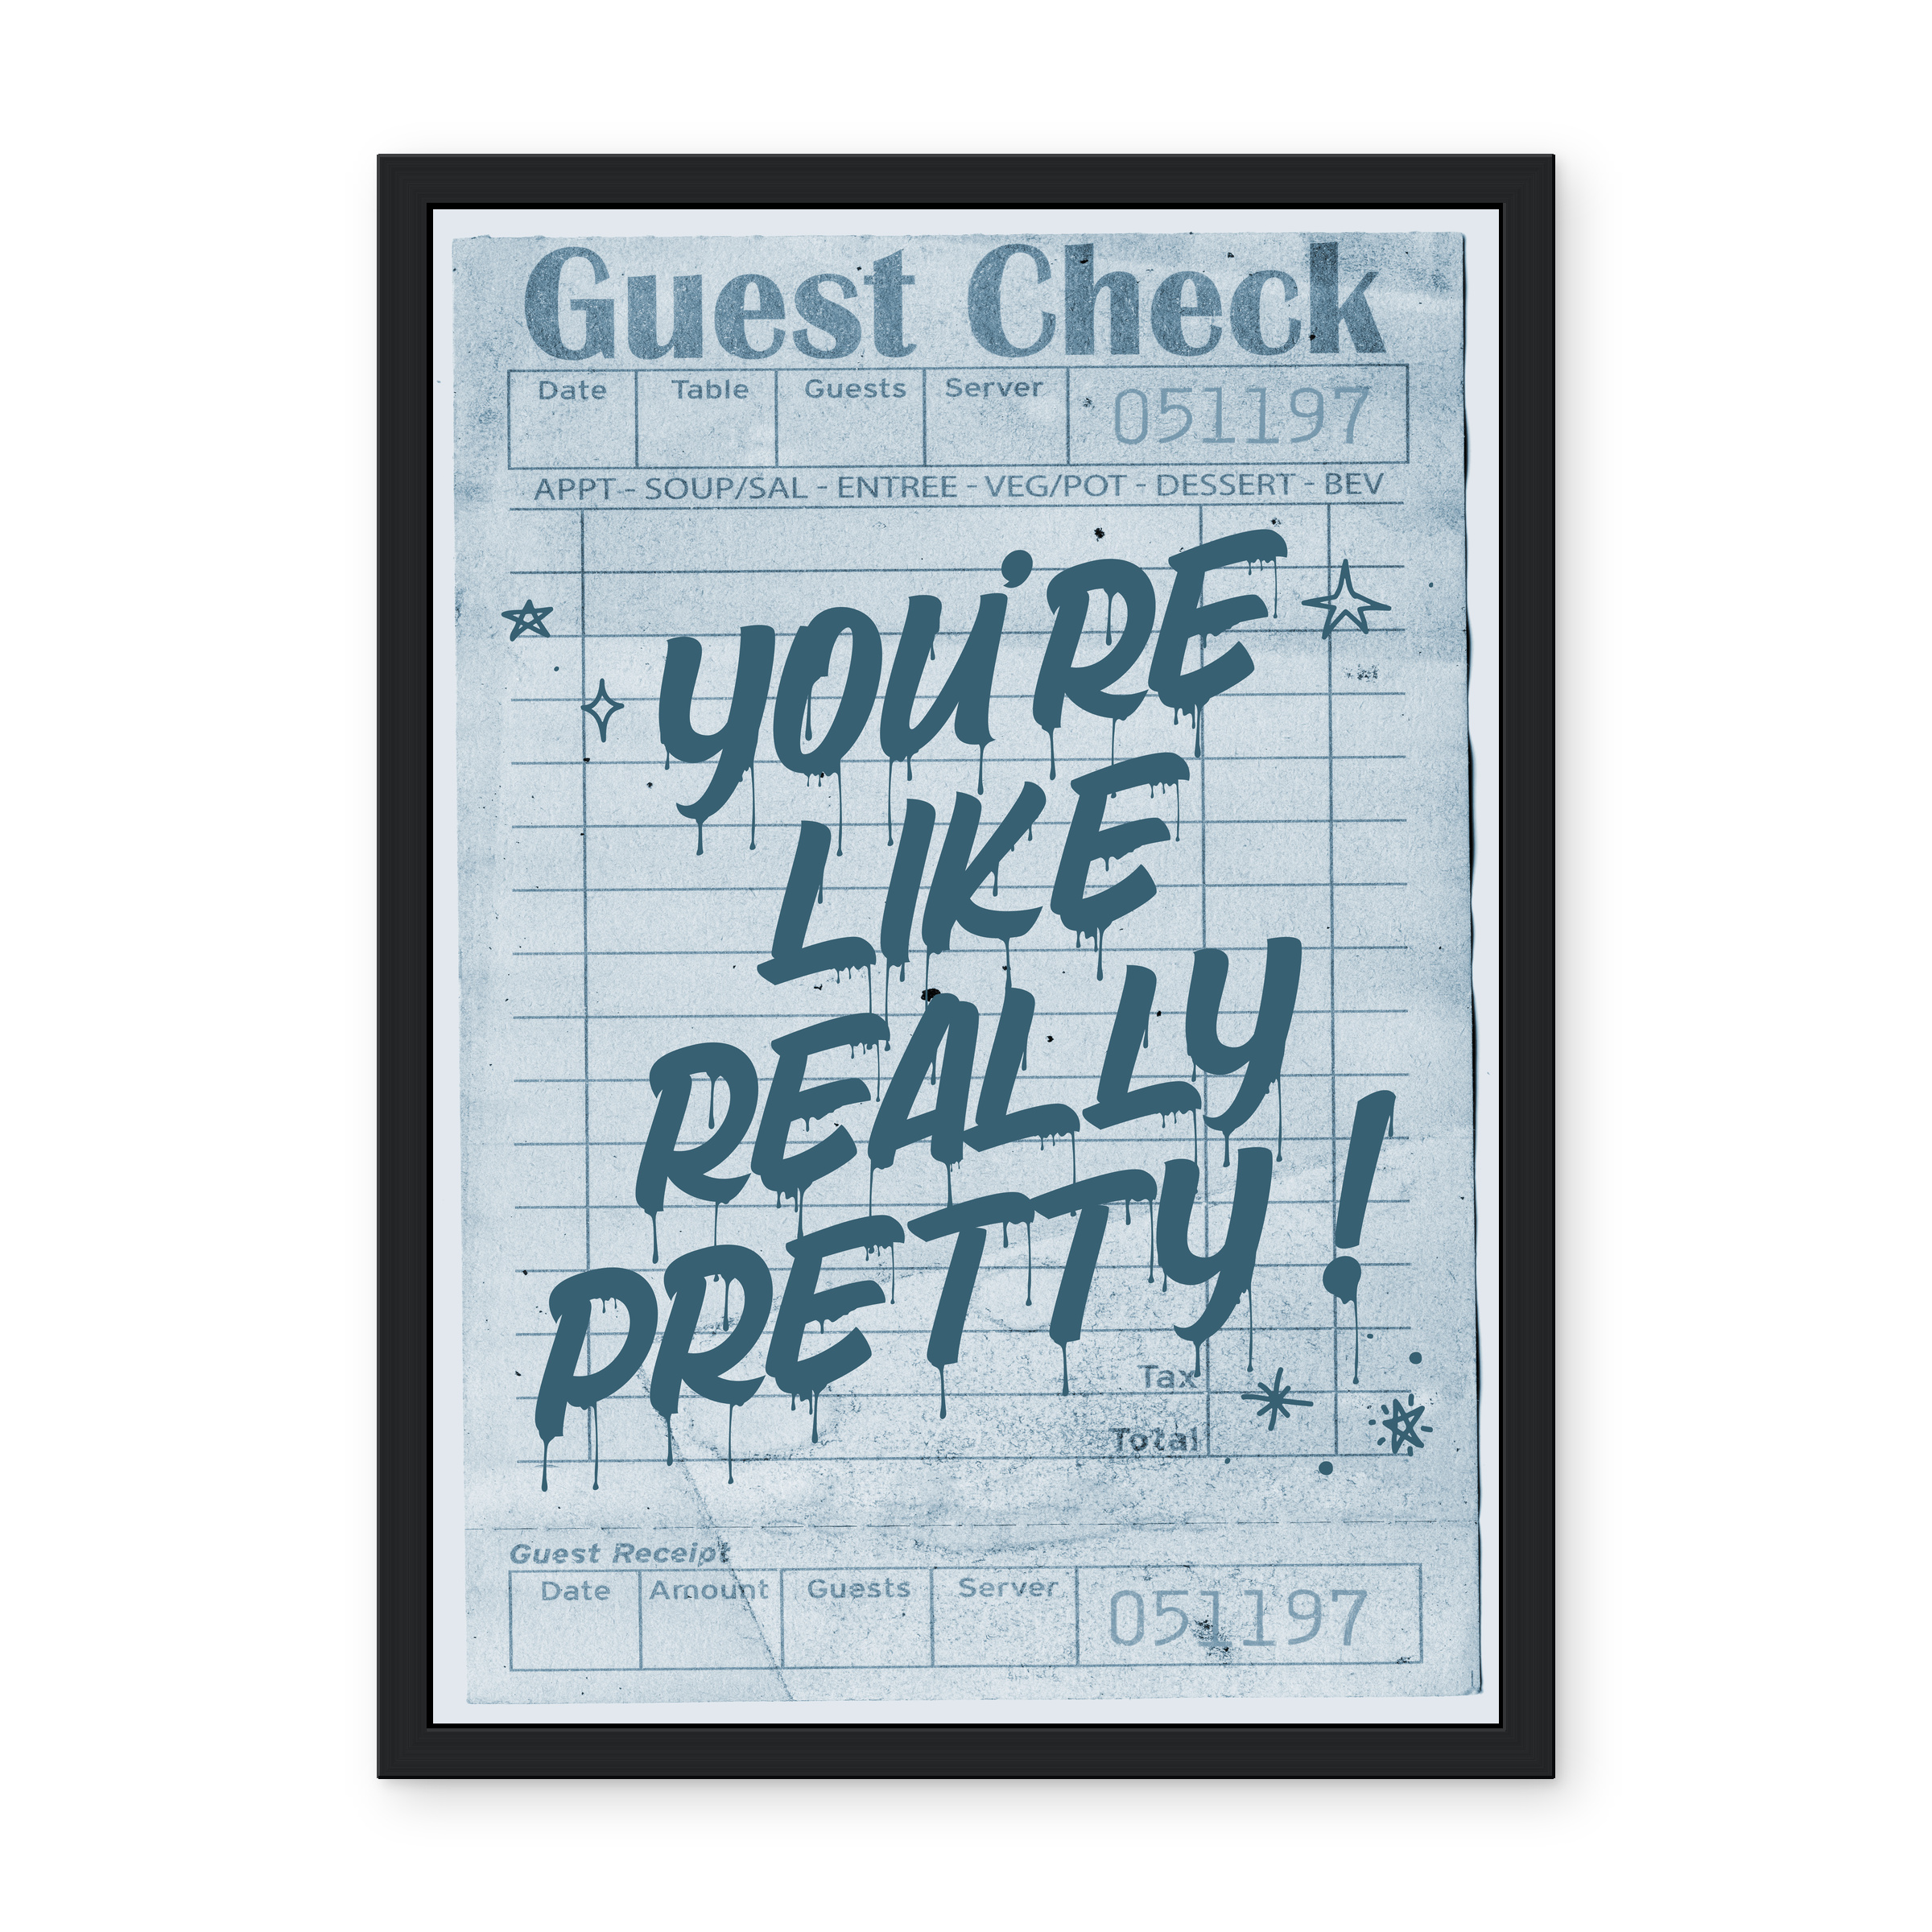 Guest Check
Date Table Guests Server 051197
APPT - SOUP/SAL - ENTREE - VEG/POT - DESSERT - BEV
YOU'RE
LIKE
REALLY
PRETTY!
Tax
Total
Guest Receipt
Date Amount Guests Server 051197